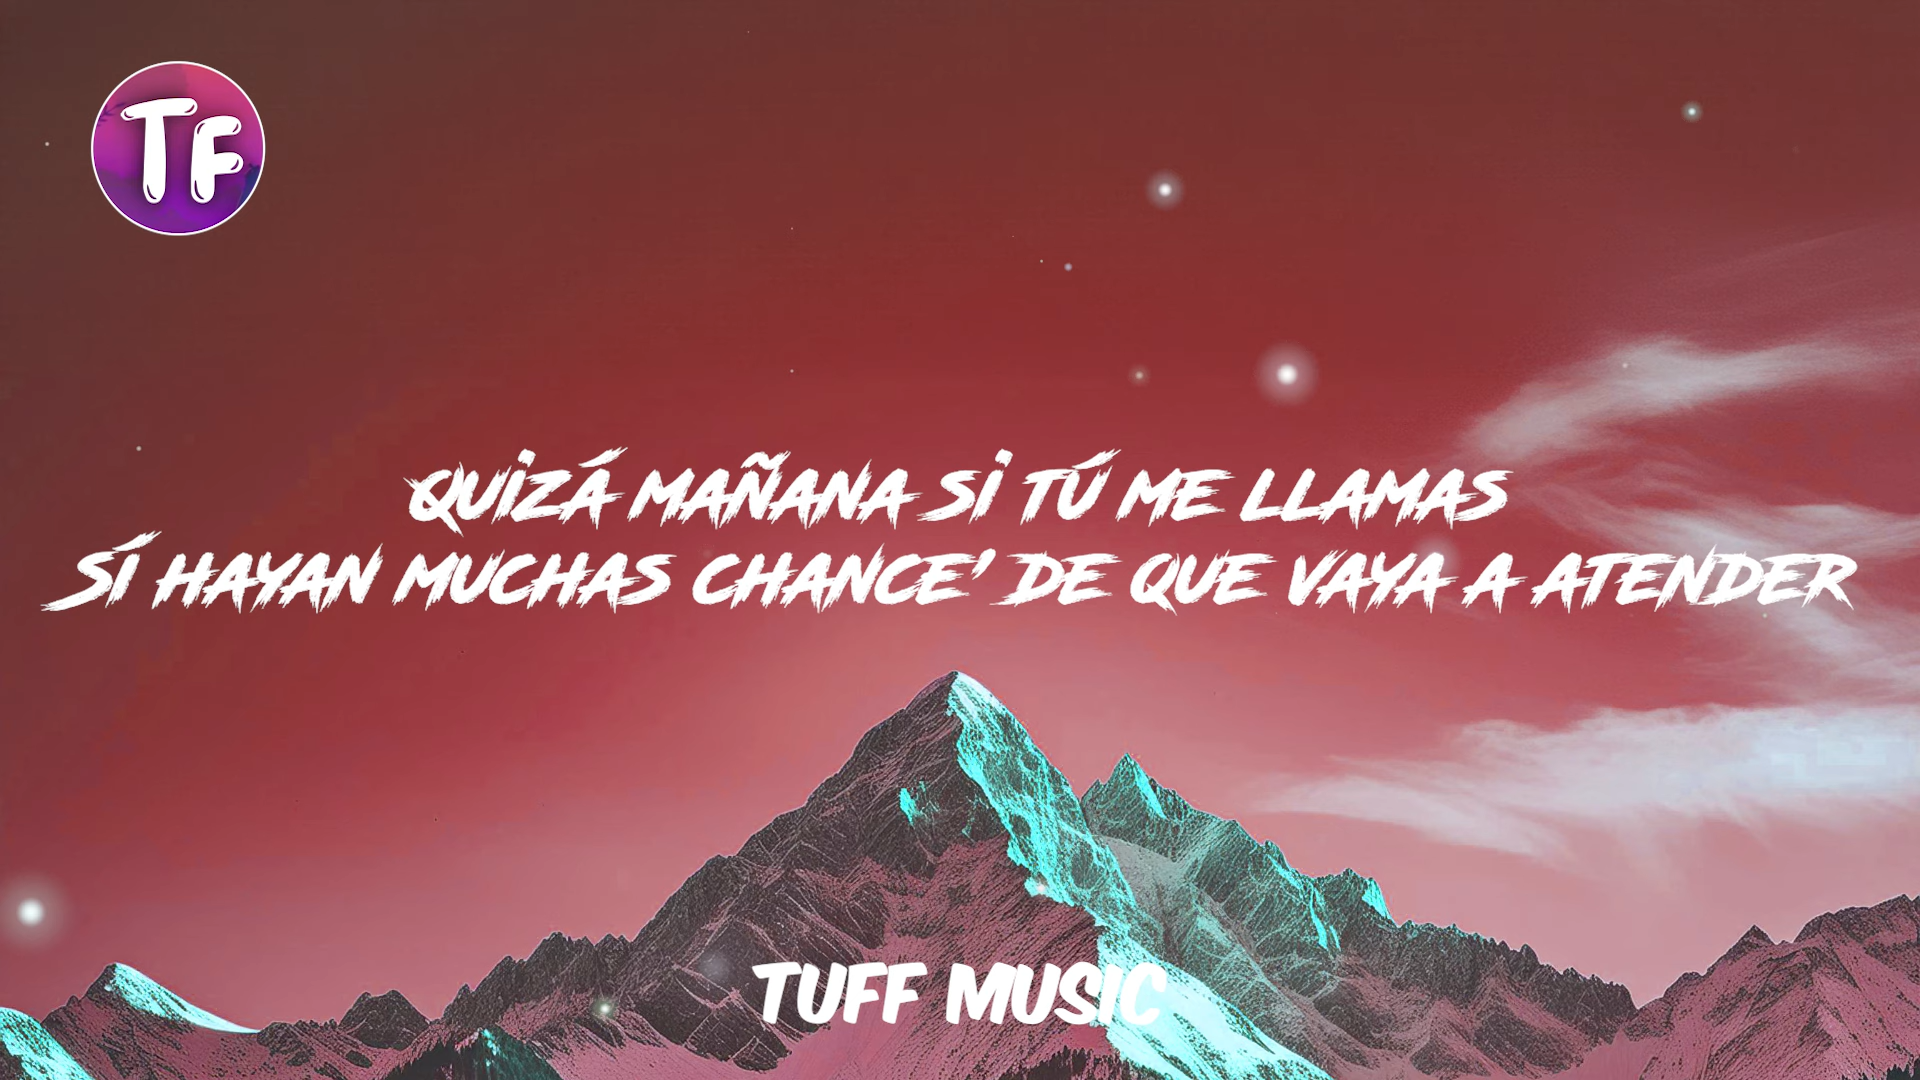 TF
QUIZÁ MAÑANA SI TÚ ME LLAMAS
SÍ HAYAN MUCHAS CHANCE' DE QUE VAYA A ATENDER
TUFF MUSIC